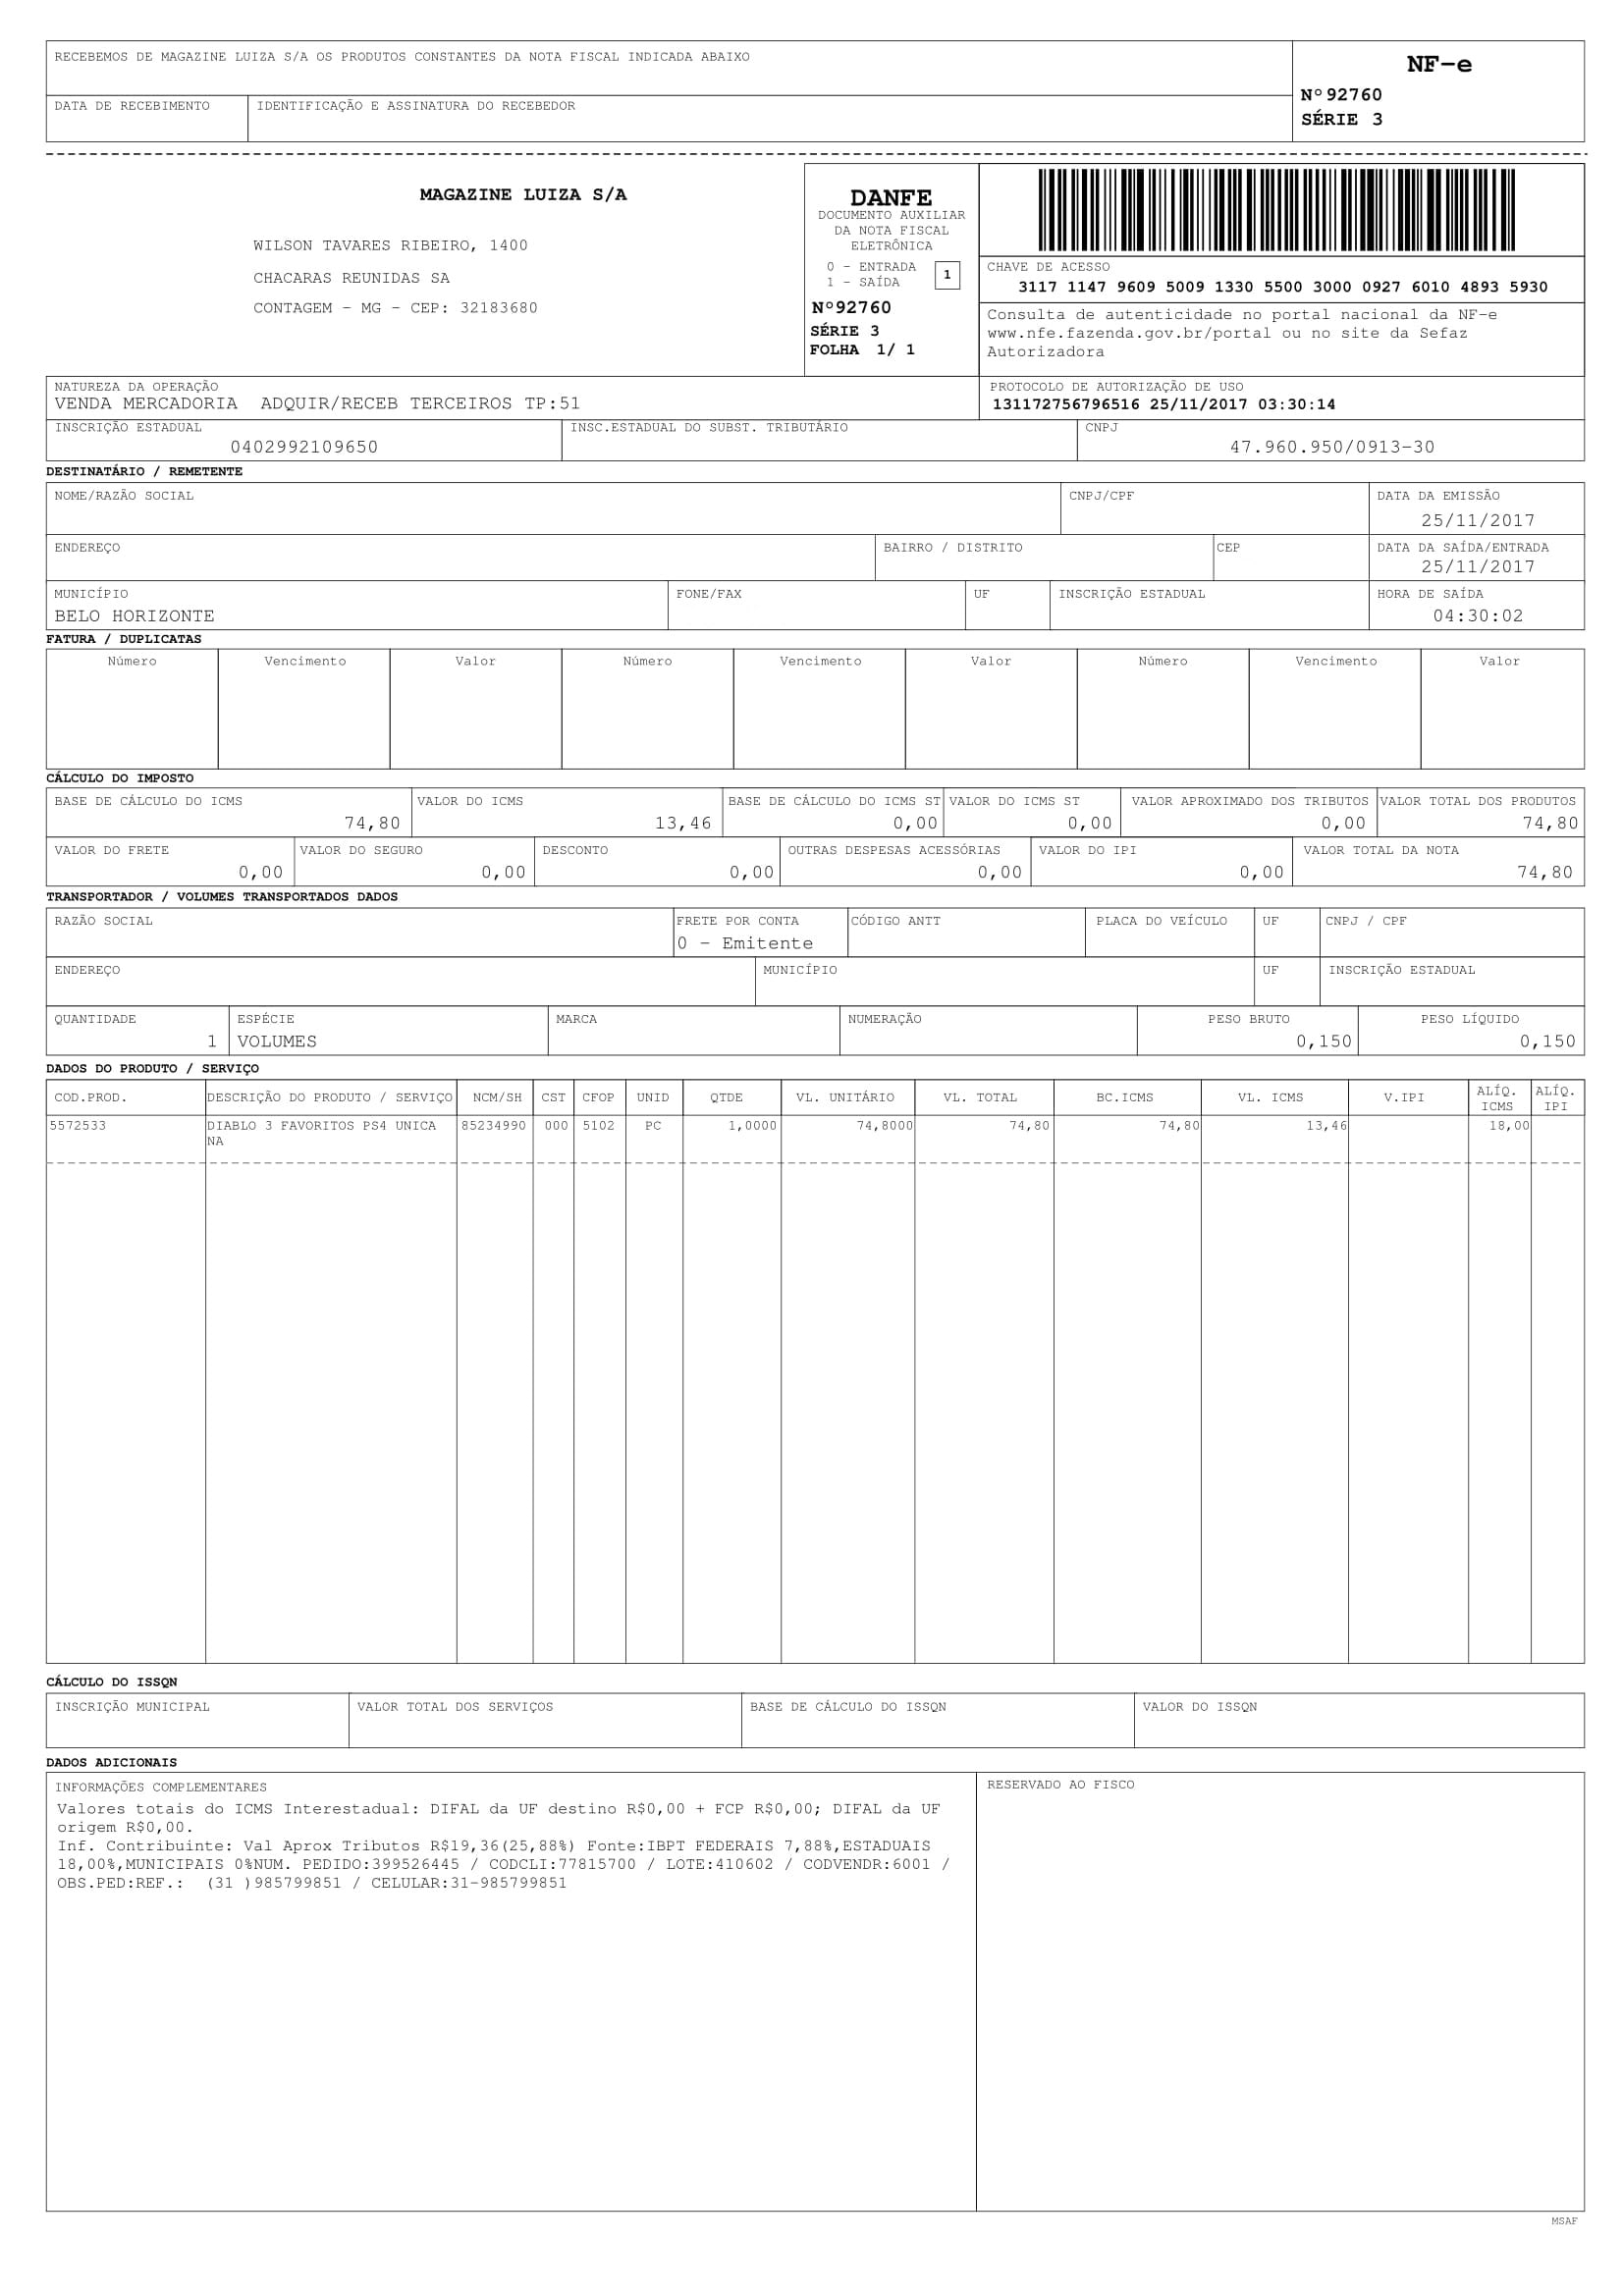 RECEBEMOS DE MAGAZINE LUIZA S/A OS PRODUTOS CONSTANTES DA NOTA FISCAL INDICADA ABAIXO
NF-e
Nº 92760
SÉRIE 3
DATA DE RECEBIMENTO IDENTIFICAÇÃO E ASSINATURA DO RECEBEDOR
MAGAZINE LUIZA S/A
WILSON TAVARES RIBEIRO, 1400
CHACARAS REUNIDAS SA
CONTAGEM - MG - CEP: 32183680
DANFE
DOCUMENTO AUXILIAR
DA NOTA FISCAL
ELETRÔNICA
0 - ENTRADA
1 - SAÍDA
1
Nº92760
SÉRIE 3
FOLHA 1/ 1
CHAVE DE ACESSO
3117 1147 9609 5009 1330 5500 3000 0927 6010 4893 5930
Consulta de autenticidade no portal nacional da NF-e
www.nfe.fazenda.gov.br/portal ou no site da Sefaz
Autorizadora
NATUREZA DA OPERAÇÃO PROTOCOLO DE AUTORIZAÇÃO DE USO
VENDA MERCADORIA ADQUIR/RECEB TERCEIROS TP:51 131172756796516 25/11/2017 03:30:14
INSCRIÇÃO ESTADUAL INSC.ESTADUAL DO SUBST. TRIBUTÁRIO CNPJ
0402992109650 47.960.950/0913-30
DESTINATÁRIO / REMETENTE
NOME/RAZÃO SOCIAL CNPJ/CPF DATA DA EMISSÃO
25/11/2017
ENDEREÇO BAIRRO / DISTRITO CEP DATA DA SAÍDA/ENTRADA
25/11/2017
MUNICÍPIO FONE/FAX UF INSCRIÇÃO ESTADUAL HORA DE SAÍDA
BELO HORIZONTE 04:30:02
FATURA / DUPLICATAS
Número Vencimento Valor Número Vencimento Valor Número Vencimento Valor
CÁLCULO DO IMPOSTO
BASE DE CÁLCULO DO ICMS VALOR DO ICMS BASE DE CÁLCULO DO ICMS ST VALOR DO ICMS ST VALOR APROXIMADO DOS TRIBUTOS VALOR TOTAL DOS PRODUTOS
74,80 13,46 0,00 0,00 0,00 74,80
VALOR DO FRETE VALOR DO SEGURO DESCONTO OUTRAS DESPESAS ACESSÓRIAS VALOR DO IPI VALOR TOTAL DA NOTA
0,00 0,00 0,00 0,00 0,00 74,80
TRANSPORTADOR / VOLUMES TRANSPORTADOS DADOS
RAZÃO SOCIAL FRETE POR CONTA CÓDIGO ANTT PLACA DO VEÍCULO UF CNPJ / CPF
0 - Emitente
ENDEREÇO MUNICÍPIO UF INSCRIÇÃO ESTADUAL
QUANTIDADE ESPÉCIE MARCA NUMERAÇÃO PESO BRUTO PESO LÍQUIDO
1 VOLUMES 0,150 0,150
DADOS DO PRODUTO / SERVIÇO
COD.PROD. DESCRIÇÃO DO PRODUTO / SERVIÇO NCM/SH CST CFOP UNID QTDE VL. UNITÁRIO VL. TOTAL BC.ICMS VL. ICMS V.IPI ALÍQ. ICMS ALÍQ. IPI
5572533 DIABLO 3 FAVORITOS PS4 UNICA 85234990 000 5102 PC 1,0000 74,8000 74,80 74,80 13,46 18,00
NA
CÁLCULO DO ISSQN
INSCRIÇÃO MUNICIPAL VALOR TOTAL DOS SERVIÇOS BASE DE CÁLCULO DO ISSQN VALOR DO ISSQN
DADOS ADICIONAIS
INFORMAÇÕES COMPLEMENTARES RESERVADO AO FISCO
Valores totais do ICMS Interestadual: DIFAL da UF destino R$0,00 + FCP R$0,00; DIFAL da UF
origem R$0,00.
Inf. Contribuinte: Val Aprox Tributos R$19,36(25,88%) Fonte:IBPT FEDERAIS 7,88%,ESTADUAIS
18,00%,MUNICIPAIS 0%NUM. PEDIDO:399526445 / CODCLI:77815700 / LOTE:410602 / CODVENDR:6001 /
OBS.PED:REF.: (31 )985799851 / CELULAR:31-985799851
MSAF